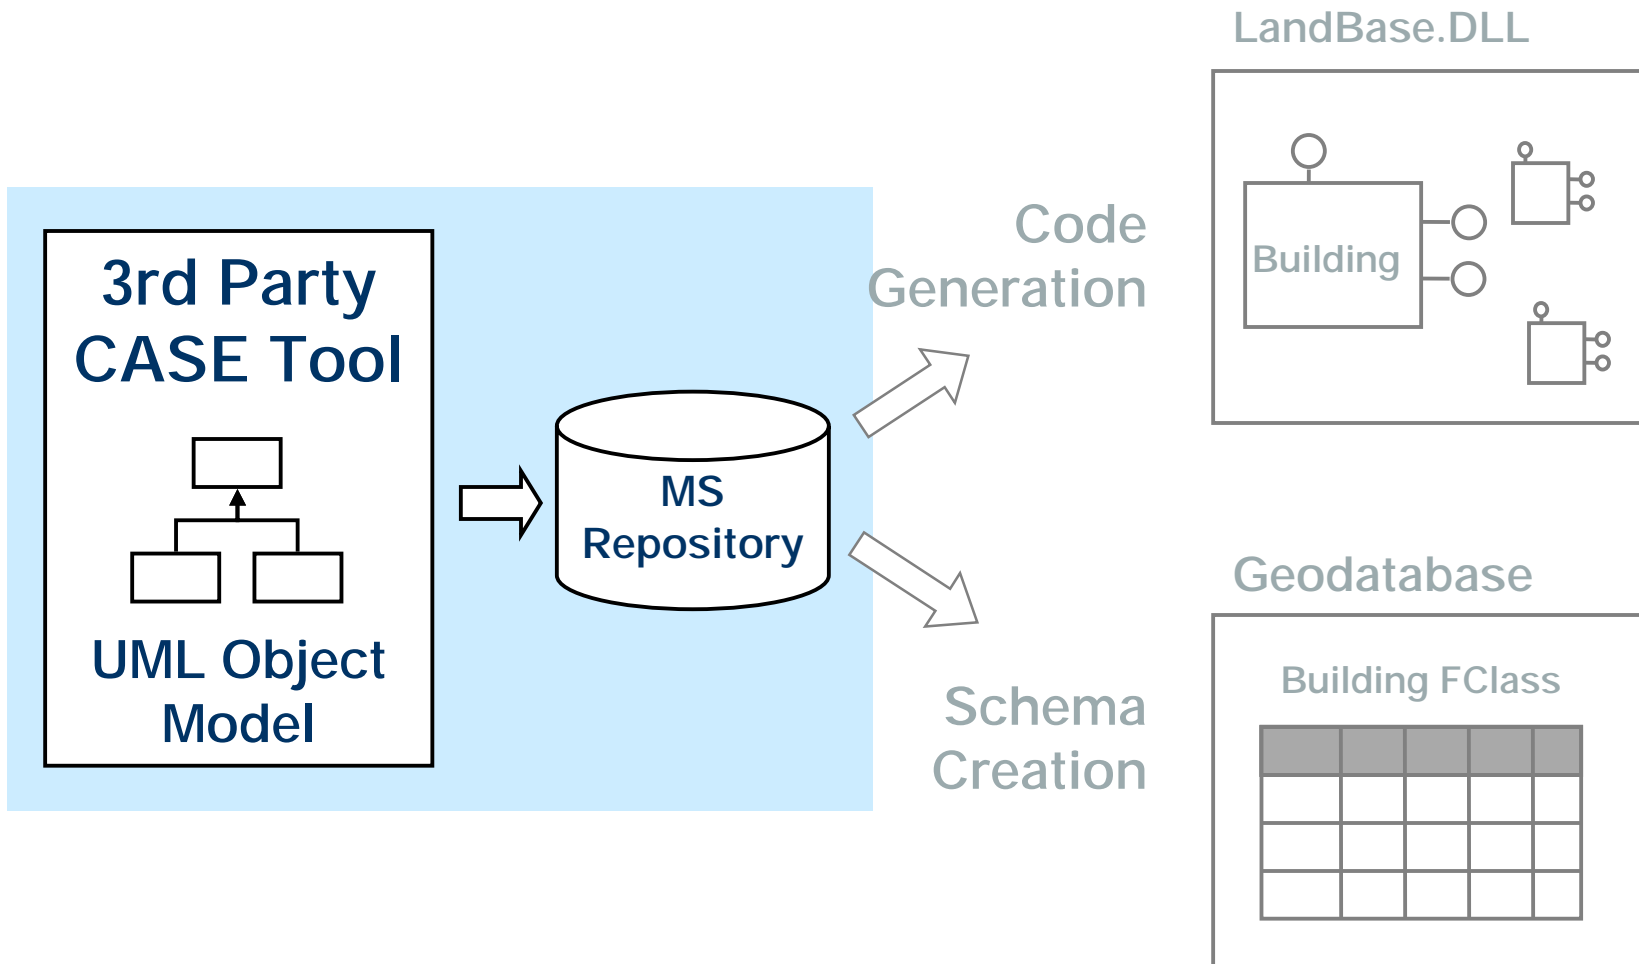 3rd Party
CASE Tool
UML Object
Model
MS
Repository
Code
Generation
Schema
Creation
LandBase.DLL
Building
Geodatabase
Building FClass